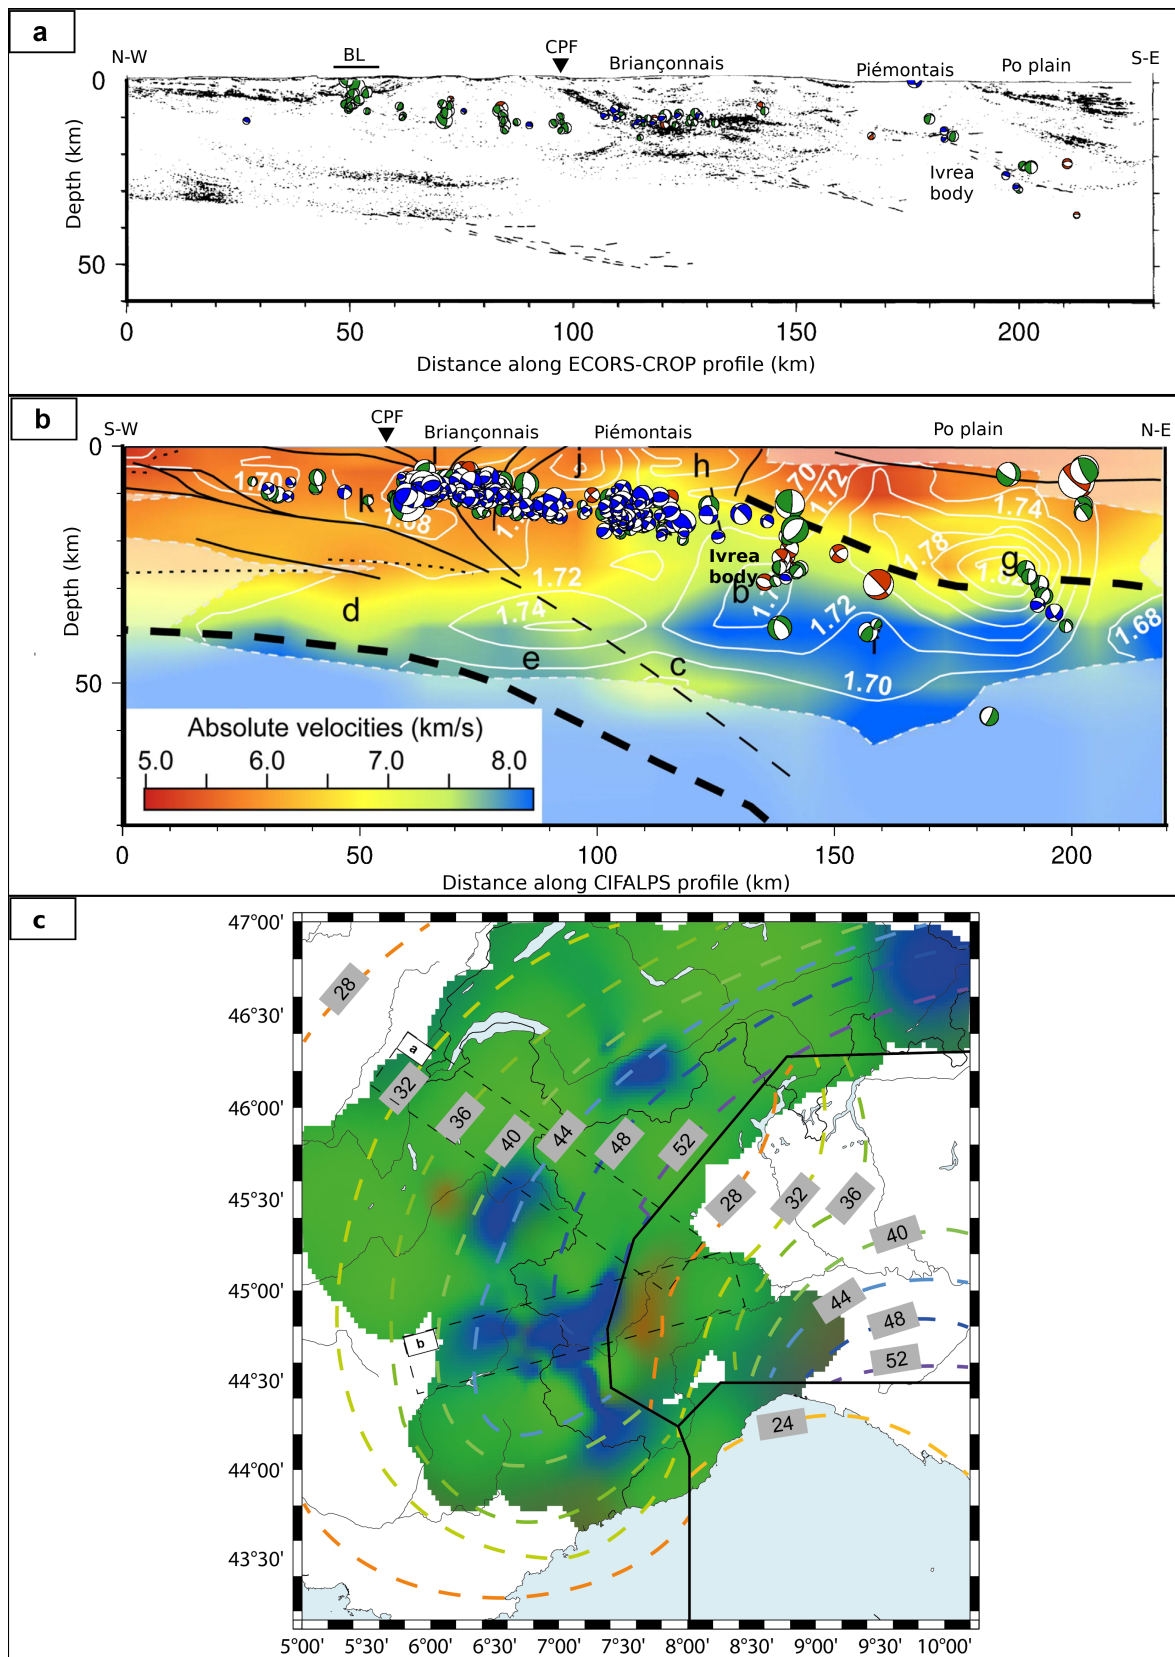 a
N-W
BL
CPF
Briançonnais
Piémontais
Po plain
S-E
0
50
Depth (km)
Ivrea
body
0
50
100
150
200
Distance along ECORS-CROP profile (km)
b
S-W
CPF
Briançonnais
Piémontais
Po plain
N-E
0
50
Depth (km)
j
h
1.70
70
1.72
1.74
k
1.68
1.78
Ivrea
body
g
1.72
b
d
1.74
1.72
f
1.68
e
c
1.70
Absolute velocities (km/s)
5.0
6.0
7.0
8.0
0
50
100
150
200
Distance along CIFALPS profile (km)
c
47°00'
46°30'
46°00'
45°30'
45°00'
44°30'
44°00'
43°30'
28
a
32
36
40
44
48
52
28
32
36
40
44
48
52
b
24
5°00'
5°30'
6°00'
6°30'
7°00'
7°30'
8°00'
8°30'
9°00'
9°30'
10°00'